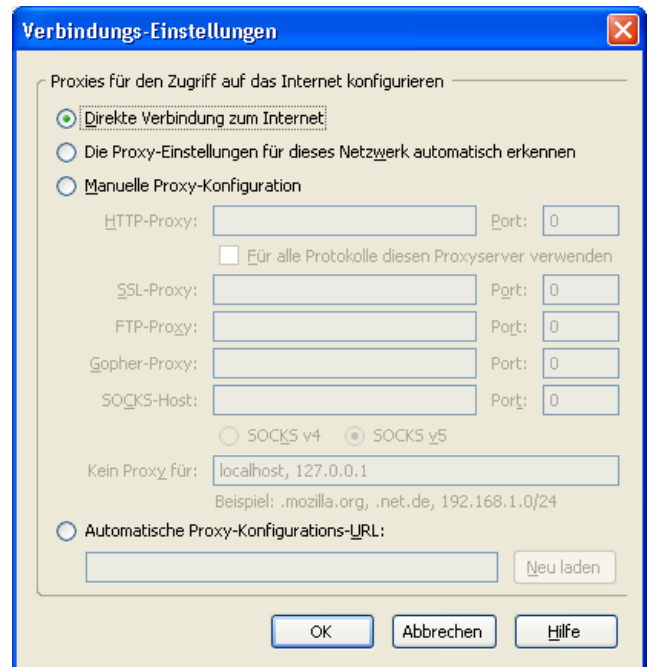 Verbindungs-Einstellungen
Proxies für den Zugriff auf das Internet konfigurieren
Direkte Verbindung zum Internet
Die Proxy-Einstellungen für dieses Netzwerk automatisch erkennen
Manuelle Proxy-Konfiguration
HTTP-Proxy: Port: 0
Für alle Protokolle diesen Proxyserver verwenden
SSL-Proxy: Port: 0
FTP-Proxy: Port: 0
Gopher-Proxy: Port: 0
SOCKS-Host: Port: 0
SOCKS v4 SOCKS v5
Kein Proxy für: localhost, 127.0.0.1
Beispiel: .mozilla.org, .net.de, 192.168.1.0/24
Automatische Proxy-Konfigurations-URL:
Neu laden
OK Abbrechen Hilfe